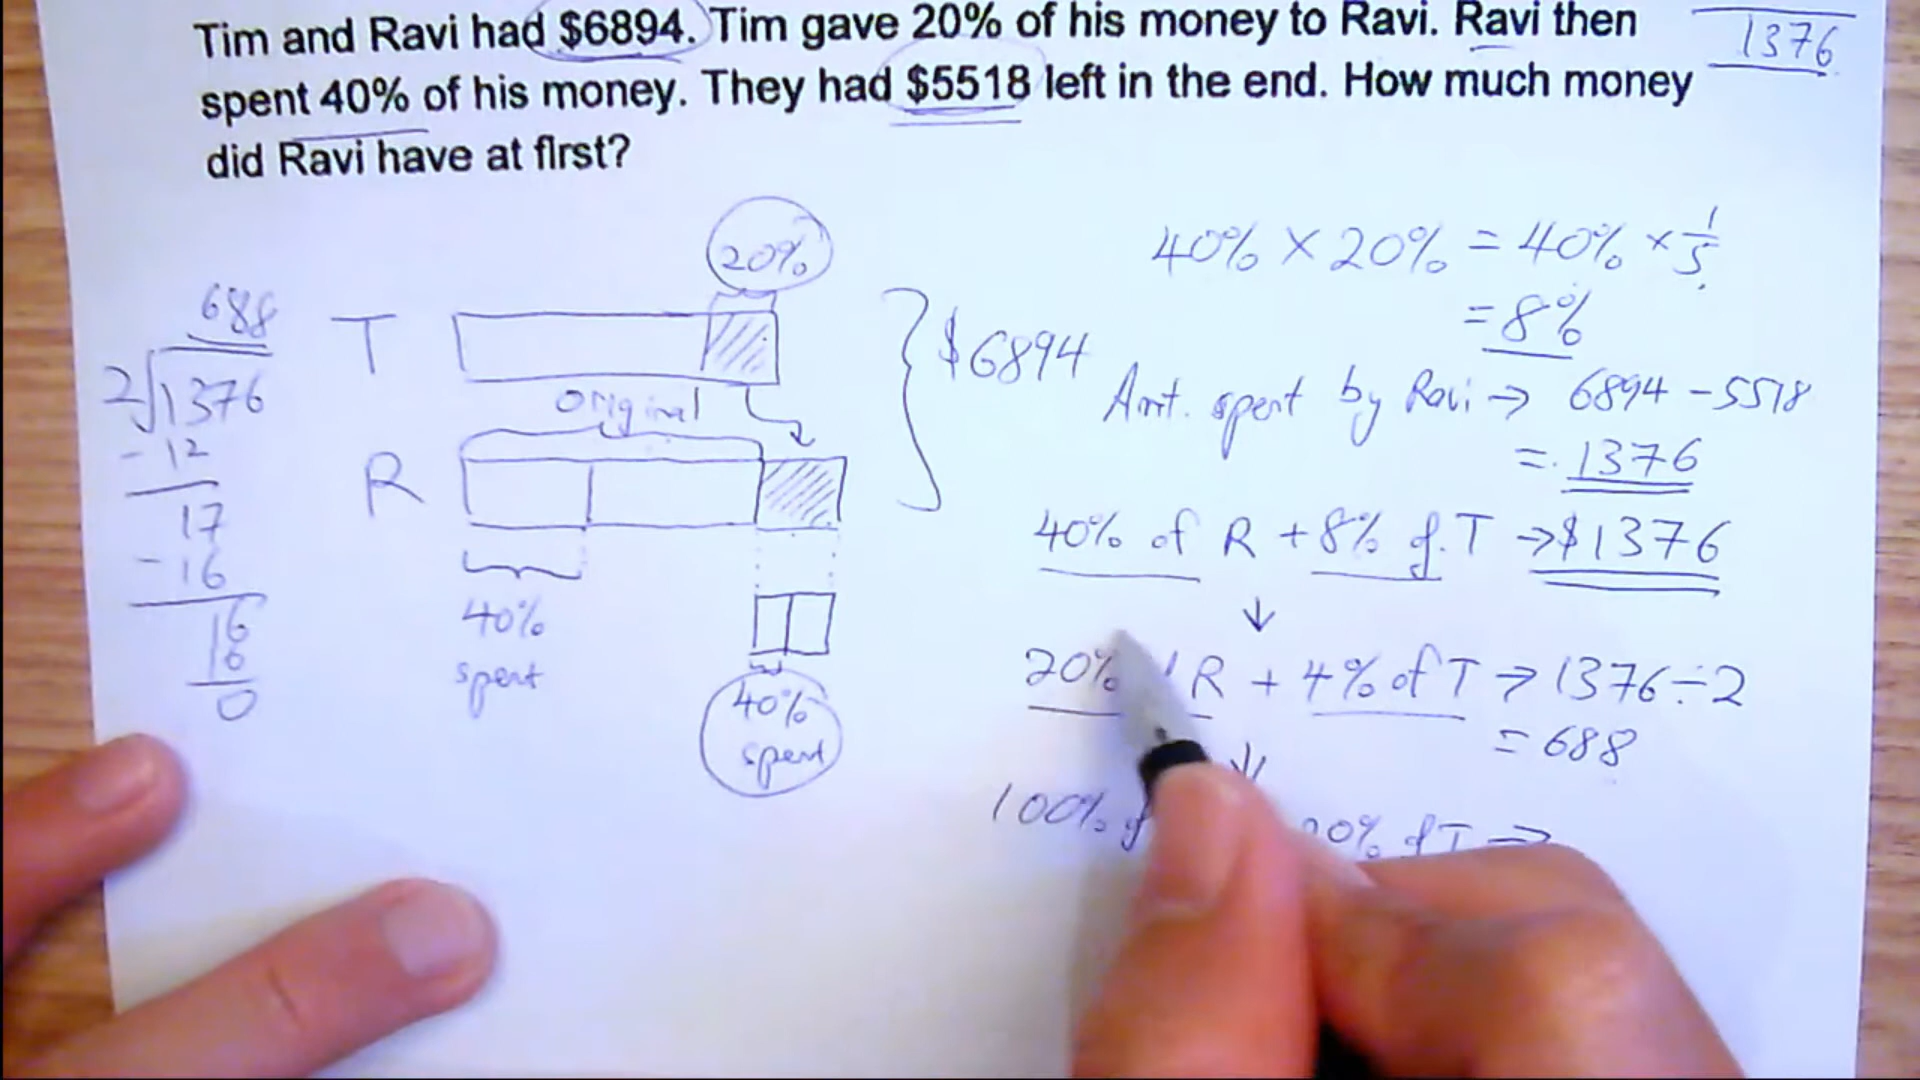 Tim and Ravi had $6894. Tim gave 20% of his money to Ravi. Ravi then
spent 40% of his money. They had $5518 left in the end. How much money
did Ravi have at first?
1376
20%
T
Original
R
$6894
40%
spent
40%
spent
688
2 1376
- 12
17
- 16
16
16
0
40% × 20% = 40% × 1/5
= 8%
Amt. spent by Ravi → 6894 - 5518
= 1376
40% of R + 8% of T → $1376
↓
20% R + 4% of T → 1376 ÷ 2
= 688
↓
100% of 20% of T →